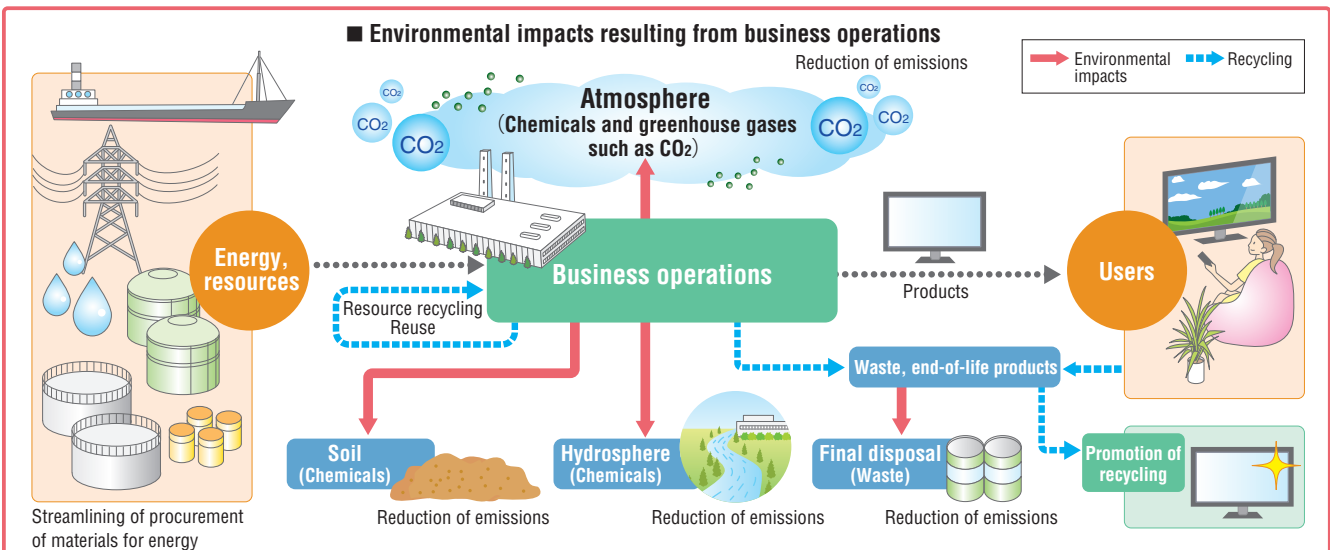 ■ Environmental impacts resulting from business operations
Reduction of emissions
Environmental
impacts
Recycling
Atmosphere
(Chemicals and greenhouse gases
such as CO2)
CO2
CO2
CO2
CO2
CO2
CO2
Energy,
resources
Business operations
Products
Users
Resource recycling
Reuse
Waste, end-of-life products
Soil
(Chemicals)
Hydrosphere
(Chemicals)
Final disposal
(Waste)
Promotion of
recycling
Reduction of emissions
Reduction of emissions
Reduction of emissions
Streamlining of procurement
of materials for energy